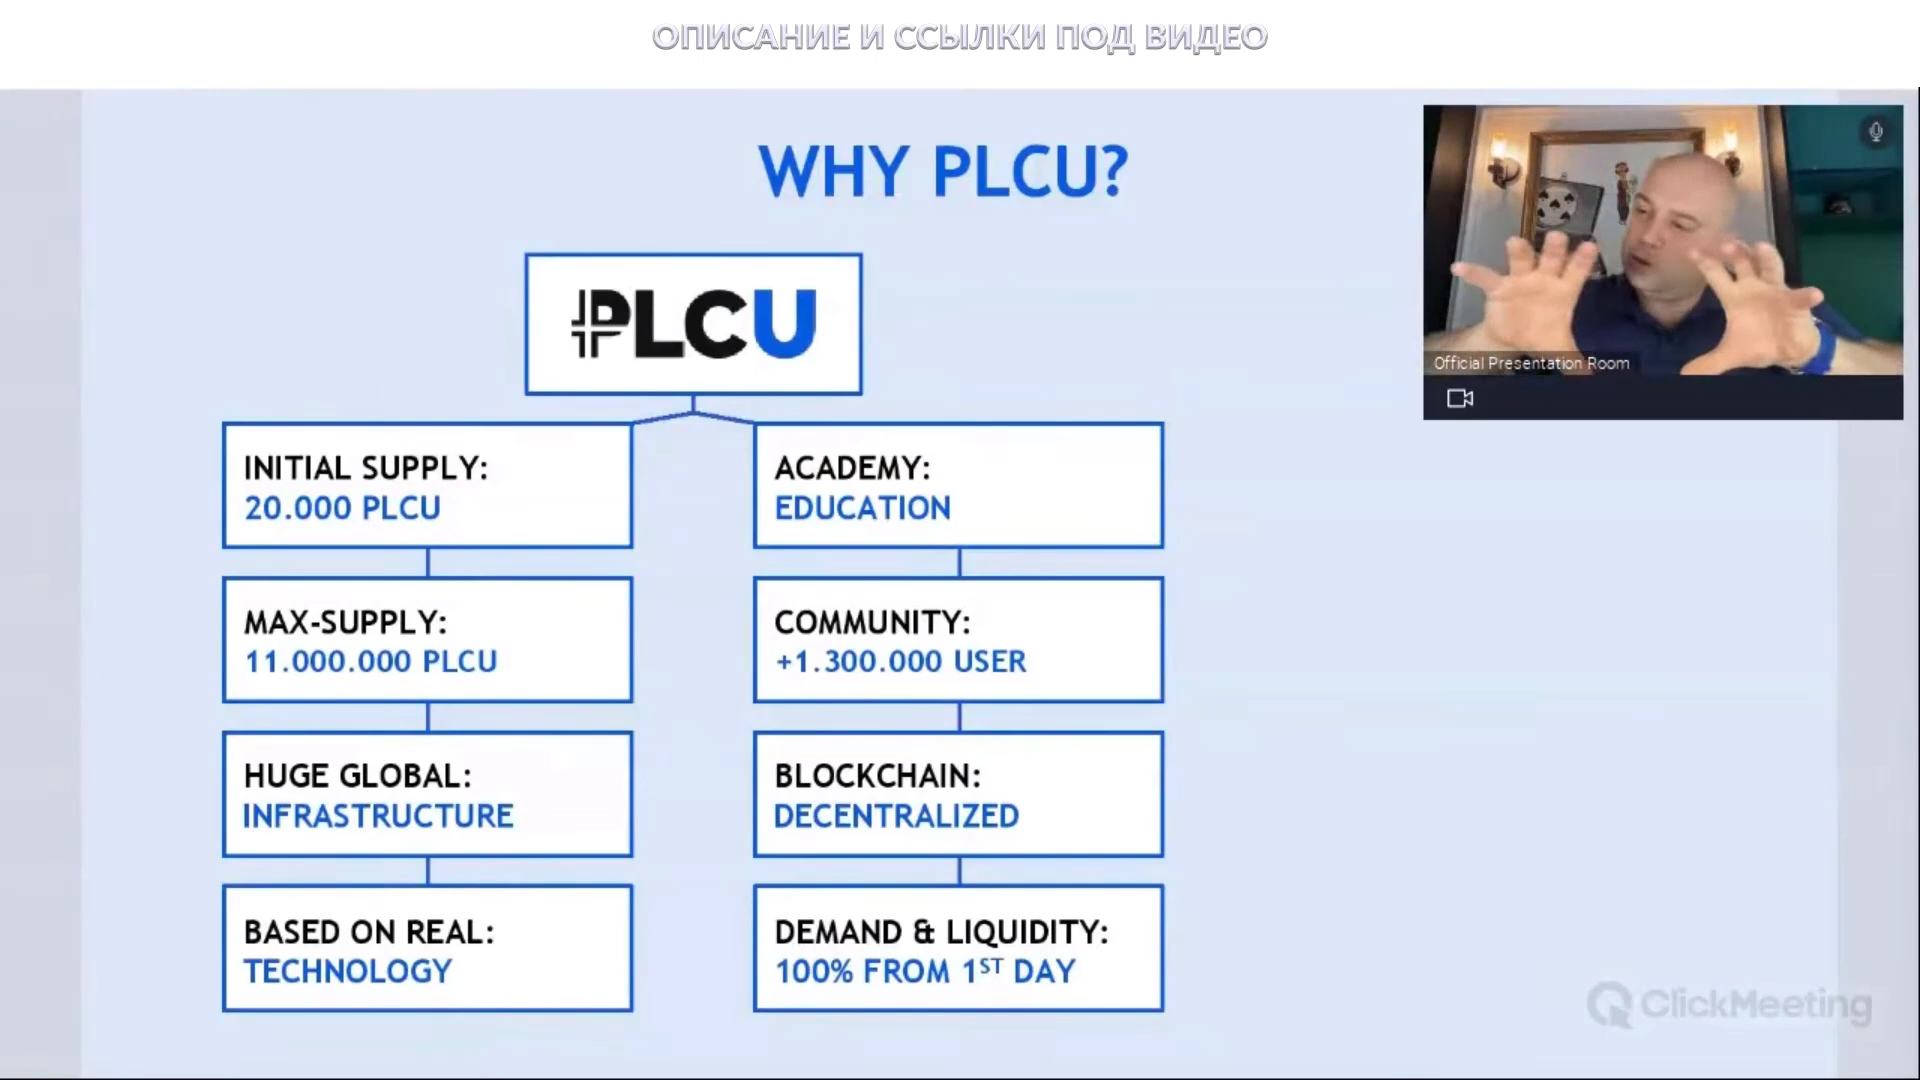 ОПИСАНИЕ И ССЫЛКИ ПОД ВИДЕО
WHY PLCU?
PLCU
INITIAL SUPPLY:
20.000 PLCU
MAX-SUPPLY:
11.000.000 PLCU
HUGE GLOBAL:
INFRASTRUCTURE
BASED ON REAL:
TECHNOLOGY
ACADEMY:
EDUCATION
COMMUNITY:
+1.300.000 USER
BLOCKCHAIN:
DECENTRALIZED
DEMAND & LIQUIDITY:
100% FROM 1ST DAY
Official Presentation Room
ClickMeeting